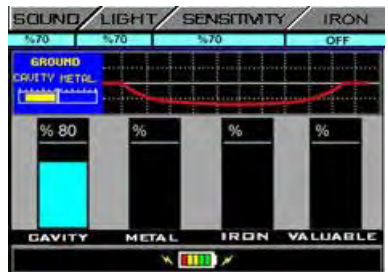 SOUND LIGHT SENSITIVITY IRON
%70 %70 %70 OFF
GROUND
CAVITY METAL
% 80 % % %
CAVITY METAL IRON VALUABLE